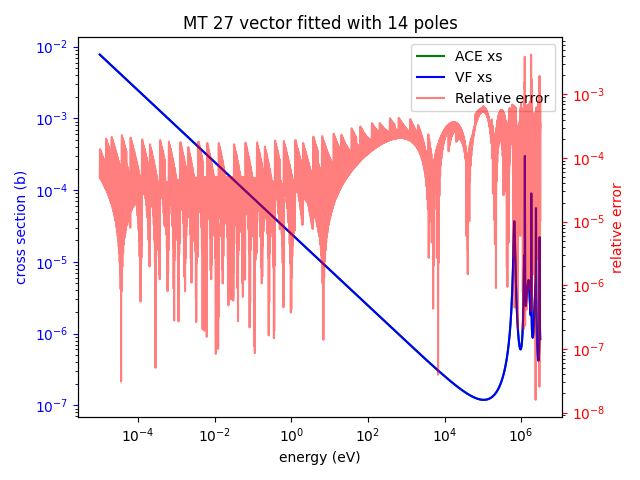 MT 27 vector fitted with 14 poles
ACE xs
VF xs
Relative error
cross section (b)
10⁻²
10⁻³
10⁻⁴
10⁻⁵
10⁻⁶
10⁻⁷
10⁻³
10⁻⁴
10⁻⁵
10⁻⁶
10⁻⁷
10⁻⁸
relative error
10⁻⁴
10⁻²
10⁰
10²
10⁴
10⁶
energy (eV)